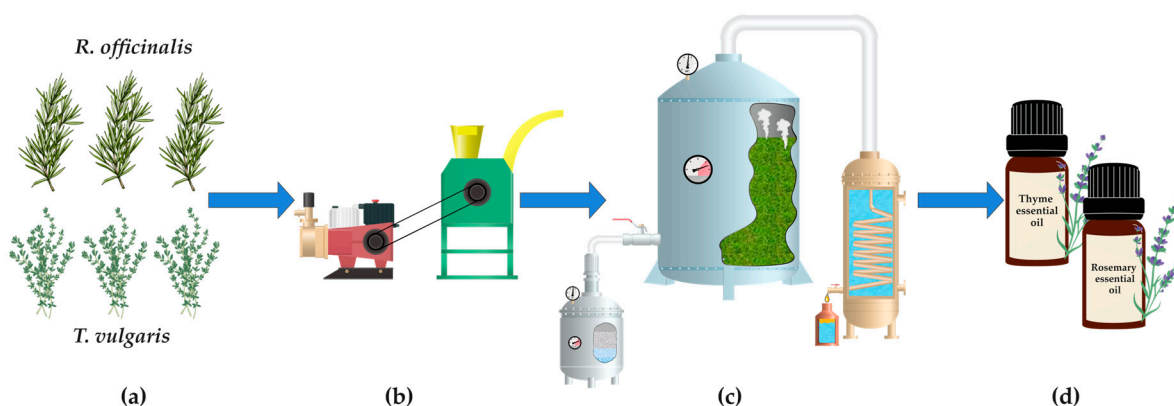 R. officinalis
T. vulgaris
Thyme
essential
oil
Rosemary
essential
oil
(a)
(b)
(c)
(d)